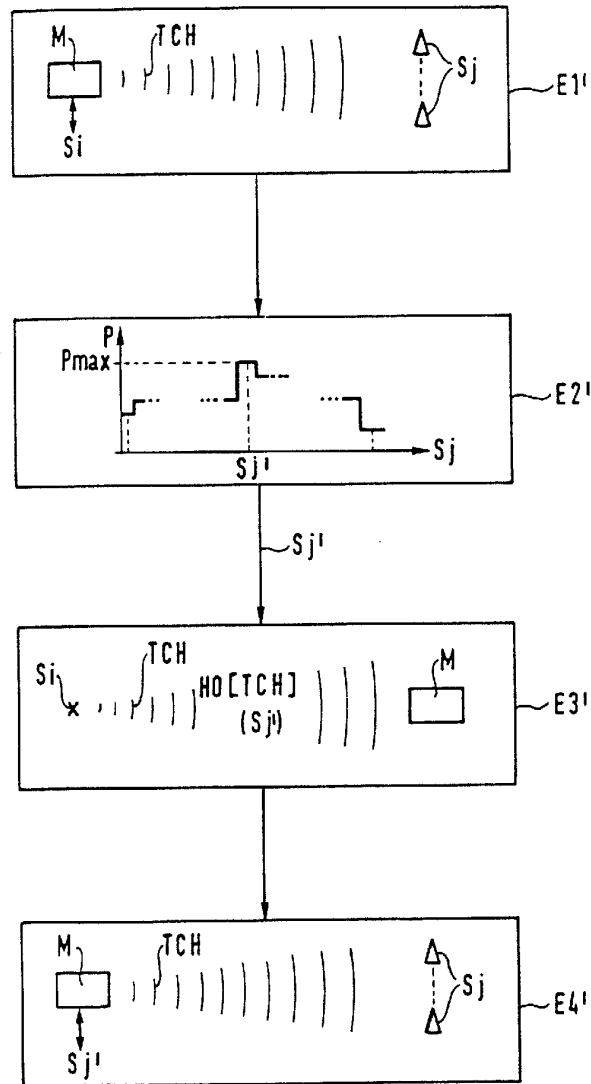 M
TCH
Sj
Si
E1'
P
Pmax
Sj'
Sj
E2'
Sj'
Si
TCH
HO[TCH]
(Sj')
M
E3'
M
TCH
Sj
Sj'
E4'